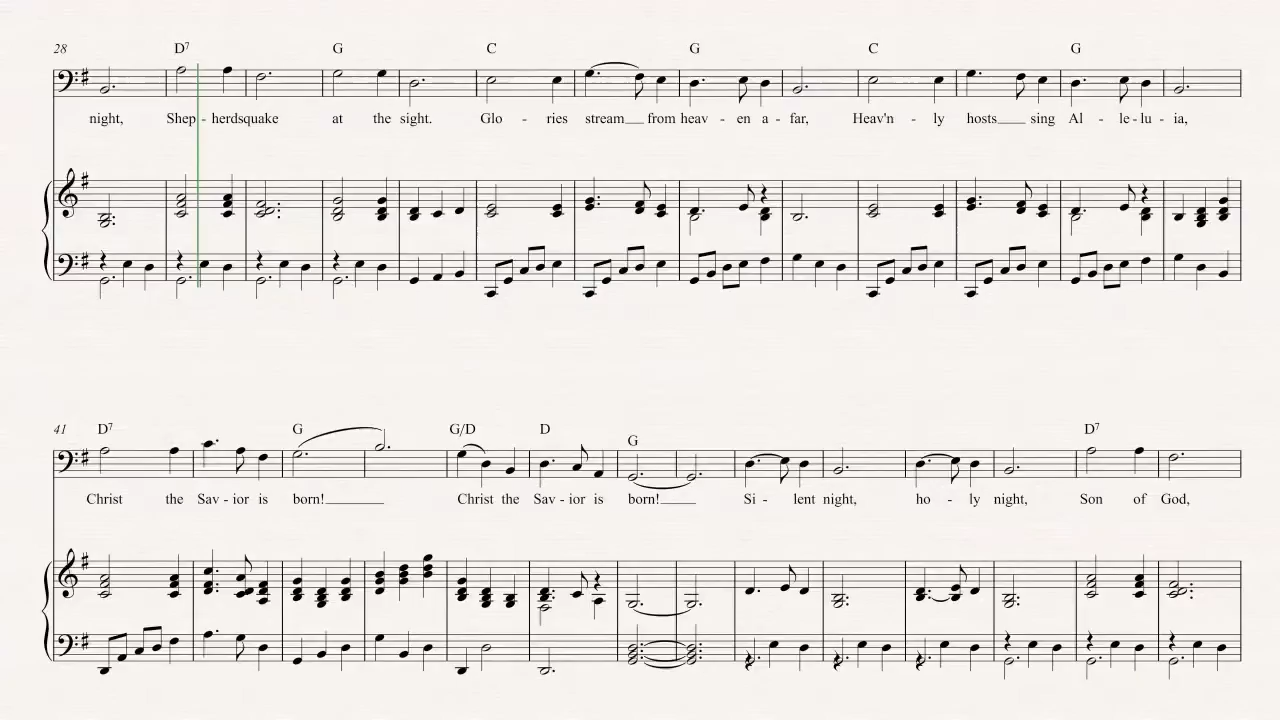 28 D7 G C G C G
night, Shep - herdsquake at the sight. Glo - ries stream from heav - en a - far, Heav'n - ly hosts sing Al - le - lu - ia,
41 D7 G G/D D G D7
Christ the Sav - ior is born! Christ the Sav - ior is born! Si - lent night, ho - ly night, Son of God,